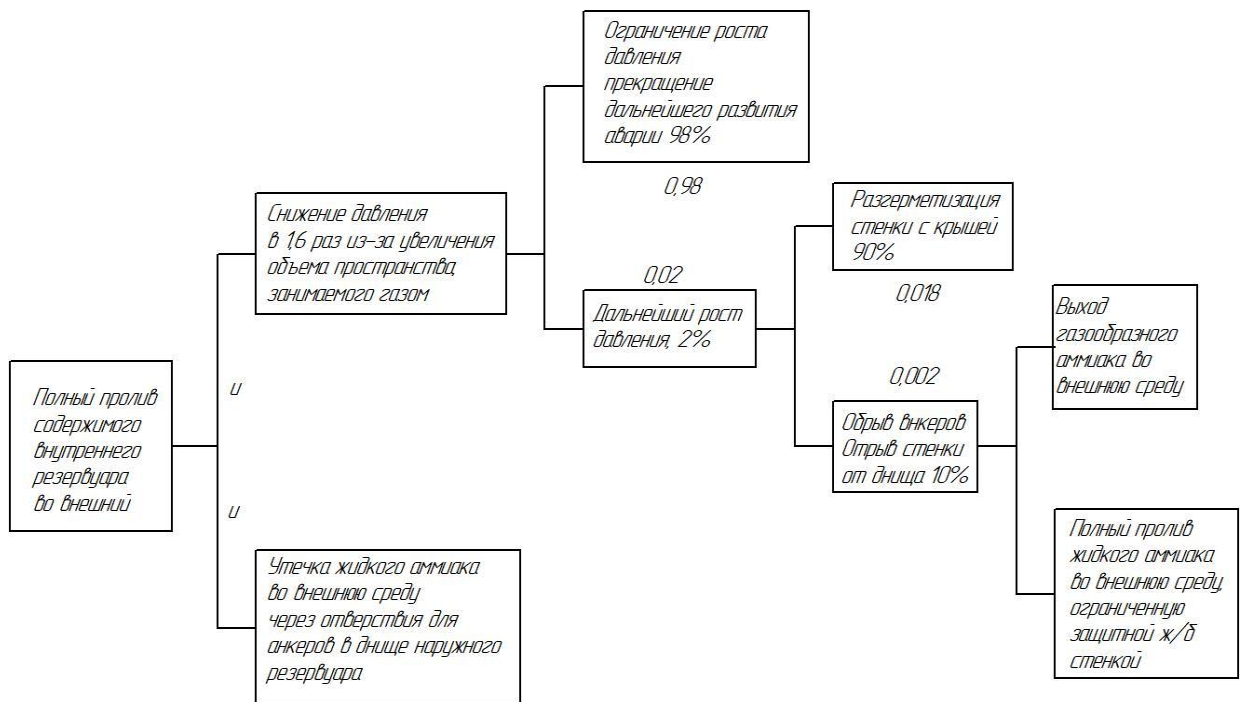 Ограничение роста
давления
прекращение
дальнейшего развития
аварии 98%
0,98
Снижение давления
в 1,6 раз из-за увеличения
объема пространства,
занимаемого газом
Разгерметизация
стенки с крышей
90%
0,018
0,02
Дальнейший рост
давления, 2%
Выход
газообразного
аммиака во
внешнюю среду
Полный пролив
содержимого
внутреннего
резервуара
во внешний
и
и
0,002
Обрыв внкеров
Отрыв стенки
от днища 10%
Утечка жидкого аммиака
во внешнюю среду
через отверстия для
анкеров в днище наружного
резервуара
Полный пролив
жидкого аммиака
во внешнюю среду,
ограниченную
защитной ж/б
стенкой